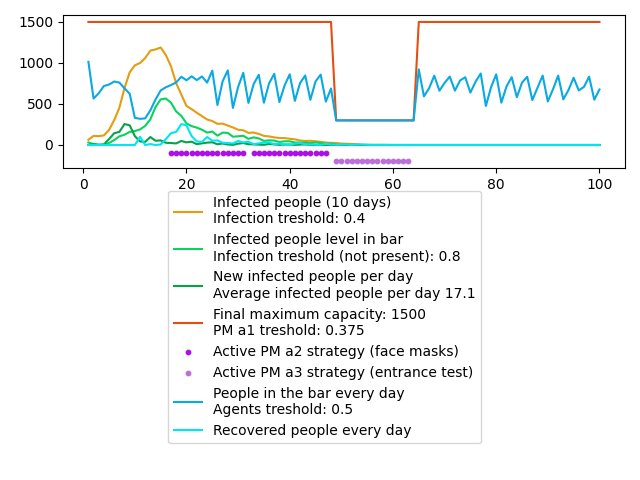 1500
1000
500
0
0 20 40 60 80 100
Infected people (10 days)
Infection treshold: 0.4
Infected people level in bar
Infection treshold (not present): 0.8
New infected people per day
Average infected people per day 17.1
Final maximum capacity: 1500
PM a1 treshold: 0.375
Active PM a2 strategy (face masks)
Active PM a3 strategy (entrance test)
People in the bar every day
Agents treshold: 0.5
Recovered people every day